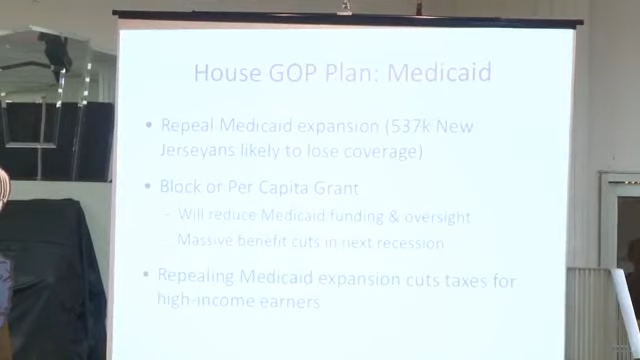 House GOP Plan: Medicaid
• Repeal Medicaid expansion (537k New
Jerseyans likely to lose coverage)
• Block or Per Capita Grant
- Will reduce Medicaid funding & oversight
- Massive benefit cuts in next recession
• Repealing Medicaid expansion cuts taxes for
high-income earners